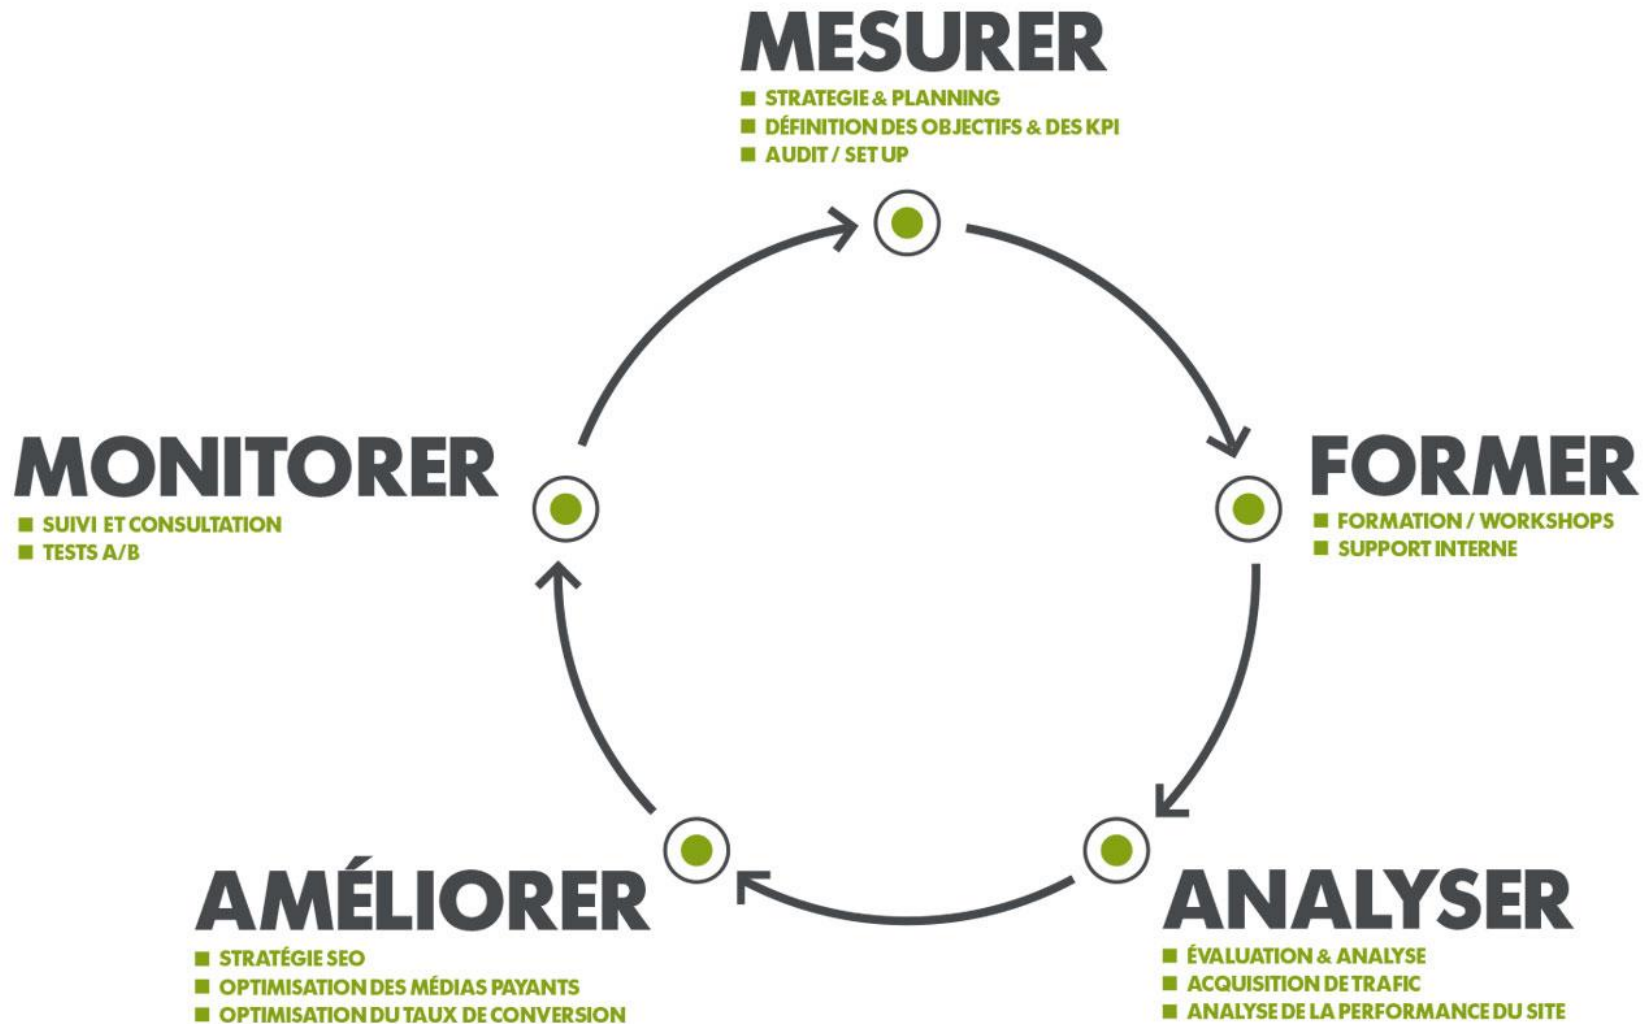 MESURER
STRATEGIE & PLANNING
DÉFINITION DES OBJECTIFS & DES KPI
AUDIT / SET UP
FORMER
FORMATION / WORKSHOPS
SUPPORT INTERNE
ANALYSER
ÉVALUATION & ANALYSE
ACQUISITION DE TRAFIC
ANALYSE DE LA PERFORMANCE DU SITE
AMÉLIORER
STRATÉGIE SEO
OPTIMISATION DES MÉDIAS PAYANTS
OPTIMISATION DU TAUX DE CONVERSION
MONITORER
SUIVI ET CONSULTATION
TESTS A/B